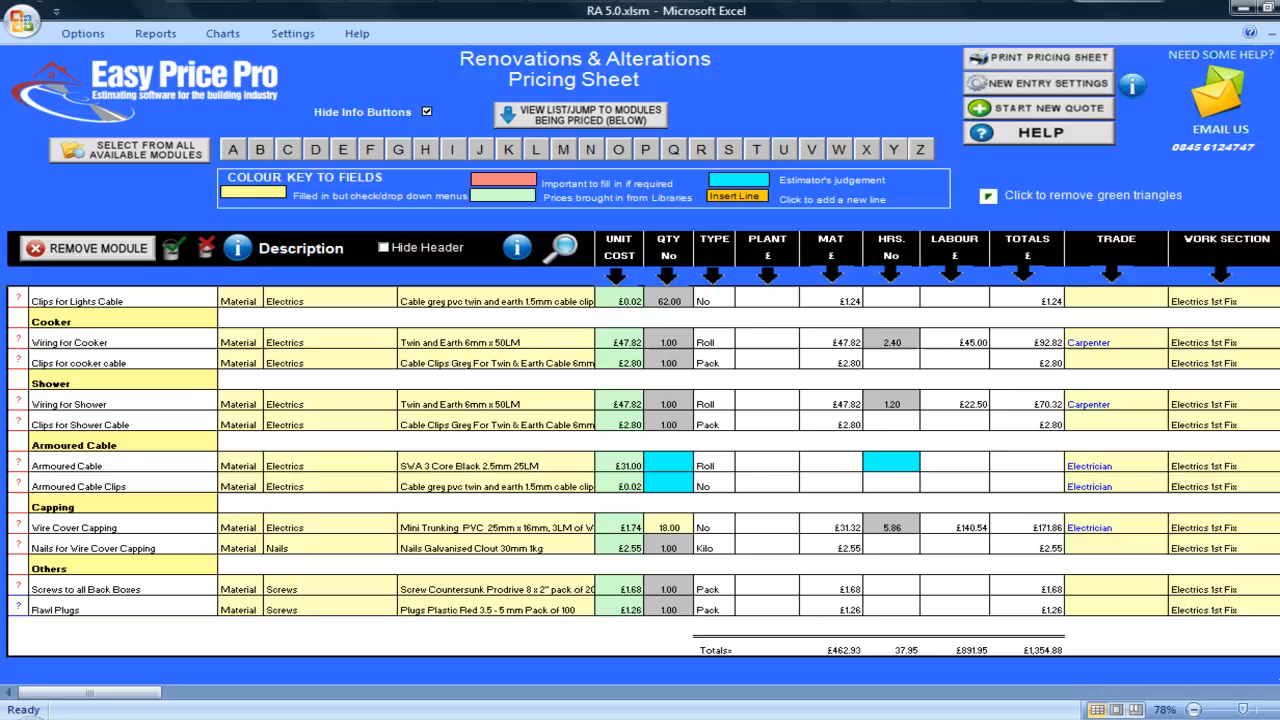 RA 5.0.xlsm - Microsoft Excel
Options Reports Charts Settings Help
Easy Price Pro
Estimating software for the building industry
Renovations & Alterations
Pricing Sheet
Hide Info Buttons
VIEW LIST/JUMP TO MODULES
BEING PRICED (BELOW)
PRINT PRICING SHEET
NEW ENTRY SETTINGS
START NEW QUOTE
HELP
NEED SOME HELP?
EMAIL US
0845 6124747
SELECT FROM ALL
AVAILABLE MODULES
A B C D E F G H I J K L M N O P Q R S T U V W X Y Z
COLOUR KEY TO FIELDS
Filled in but check/drop down menus
Important to fill in if required
Prices brought in from Libraries
Estimator's judgement
Insert Line Click to add a new line
Click to remove green triangles
REMOVE MODULE Description Hide Header
UNIT COST QTY No TYPE PLANT £ MAT £ HRS. No LABOUR £ TOTALS £ TRADE WORK SECTION
? Clips for Lights Cable Material Electrics Cable grey pvc twin and earth 1.5mm cable clip £0.02 62.00 No £1.24 £1.24 Electrics 1st Fix
Cooker
? Wiring for Cooker Material Electrics Twin and Earth 6mm x 50LM £47.82 1.00 Roll £47.82 2.40 £45.00 £92.82 Carpenter Electrics 1st Fix
? Clips for cooker cable Material Electrics Cable Clips Grey For Twin & Earth Cable 6mm £2.80 1.00 Pack £2.80 £2.80 Electrics 1st Fix
Shower
? Wiring for Shower Material Electrics Twin and Earth 6mm x 50LM £47.82 1.00 Roll £47.82 1.20 £22.50 £70.32 Carpenter Electrics 1st Fix
? Clips for Shower Cable Material Electrics Cable Clips Grey For Twin & Earth Cable 6mm £2.80 1.00 Pack £2.80 £2.80 Electrics 1st Fix
Armoured Cable
? Armoured Cable Material Electrics SWA 3 Core Black 2.5mm 25LM £31.00 Roll Electrician Electrics 1st Fix
? Armoured Cable Clips Material Electrics Cable grey pvc twin and earth 1.5mm cable clip £0.02 No Electrician Electrics 1st Fix
Capping
? Wire Cover Capping Material Electrics Mini Trunking PVC 25mm x 16mm, 3LM of W £1.74 18.00 No £31.32 5.86 £140.54 £171.86 Electrician Electrics 1st Fix
? Nails for Wire Cover Capping Material Nails Nails Galvanised Clout 30mm 1kg £2.55 1.00 Kilo £2.55 £2.55 Electrics 1st Fix
Others
? Screws to all Back Boxes Material Screws Screw Countersunk Prodrive 8 x 2" pack of 20 £1.68 1.00 Pack £1.68 £1.68 Electrics 1st Fix
? Rawl Plugs Material Screws Plugs Plastic Red 3.5 - 5 mm Pack of 100 £1.26 1.00 Pack £1.26 £1.26 Electrics 1st Fix
Totals= £462.93 37.95 £891.95 £1,354.88
Ready 78%